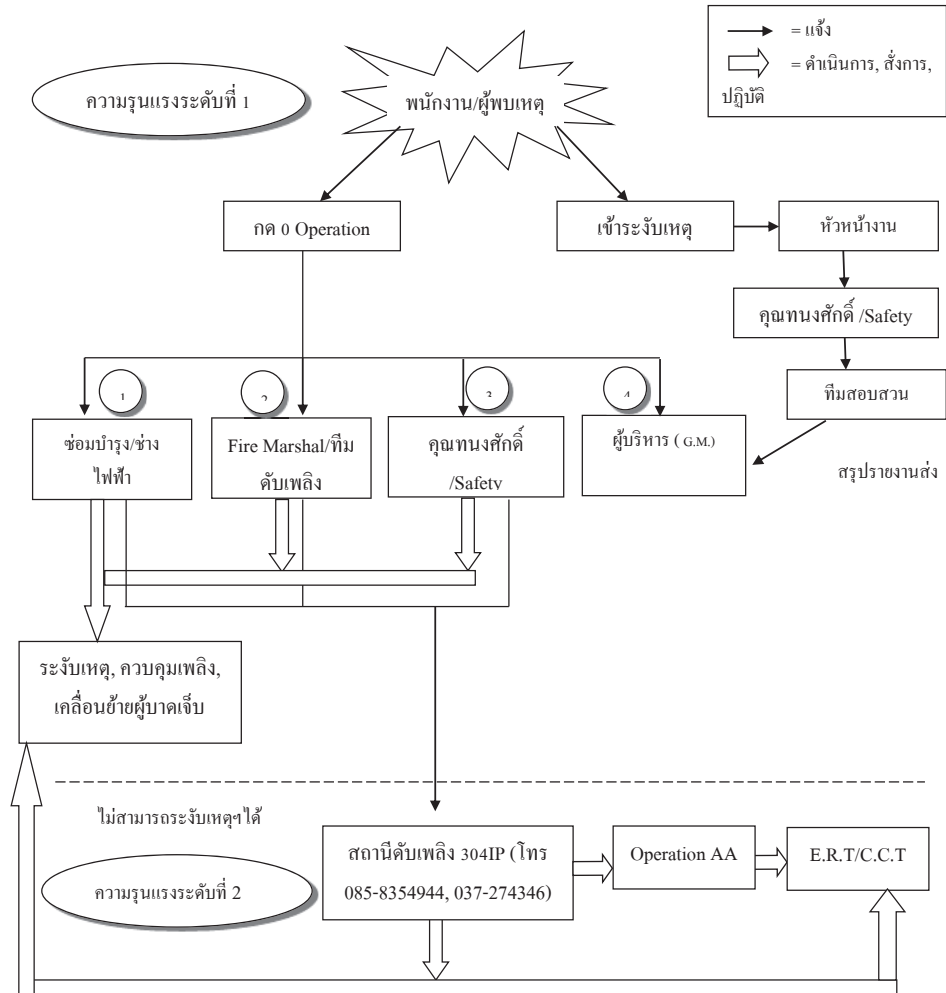 = แจ้ง
= ดำเนินการ, สั่งการ,
ปฏิบัติ
ความรุนแรงระดับที่ 1
พนักงาน/ผู้พบเหตุ
กด 0 Operation
เข้าระงับเหตุ
หัวหน้างาน
คุณทนงศักดิ์ /Safety
ทีมสอบสวน
สรุปรายงานส่ง
1
2
3
4
ซ่อมบำรุง/ช่าง
ไฟฟ้า
Fire Marshal/ทีม
ดับเพลิง
คุณทนงศักดิ์
/Safety
ผู้บริหาร ( G.M.)
ระงับเหตุ, ควบคุมเพลิง,
เคลื่อนย้ายผู้บาดเจ็บ
ไม่สามารถระงับเหตุฯได้
ความรุนแรงระดับที่ 2
สถานีดับเพลิง 304IP (โทร
085-8354944, 037-274346)
Operation AA
E.R.T/C.C.T